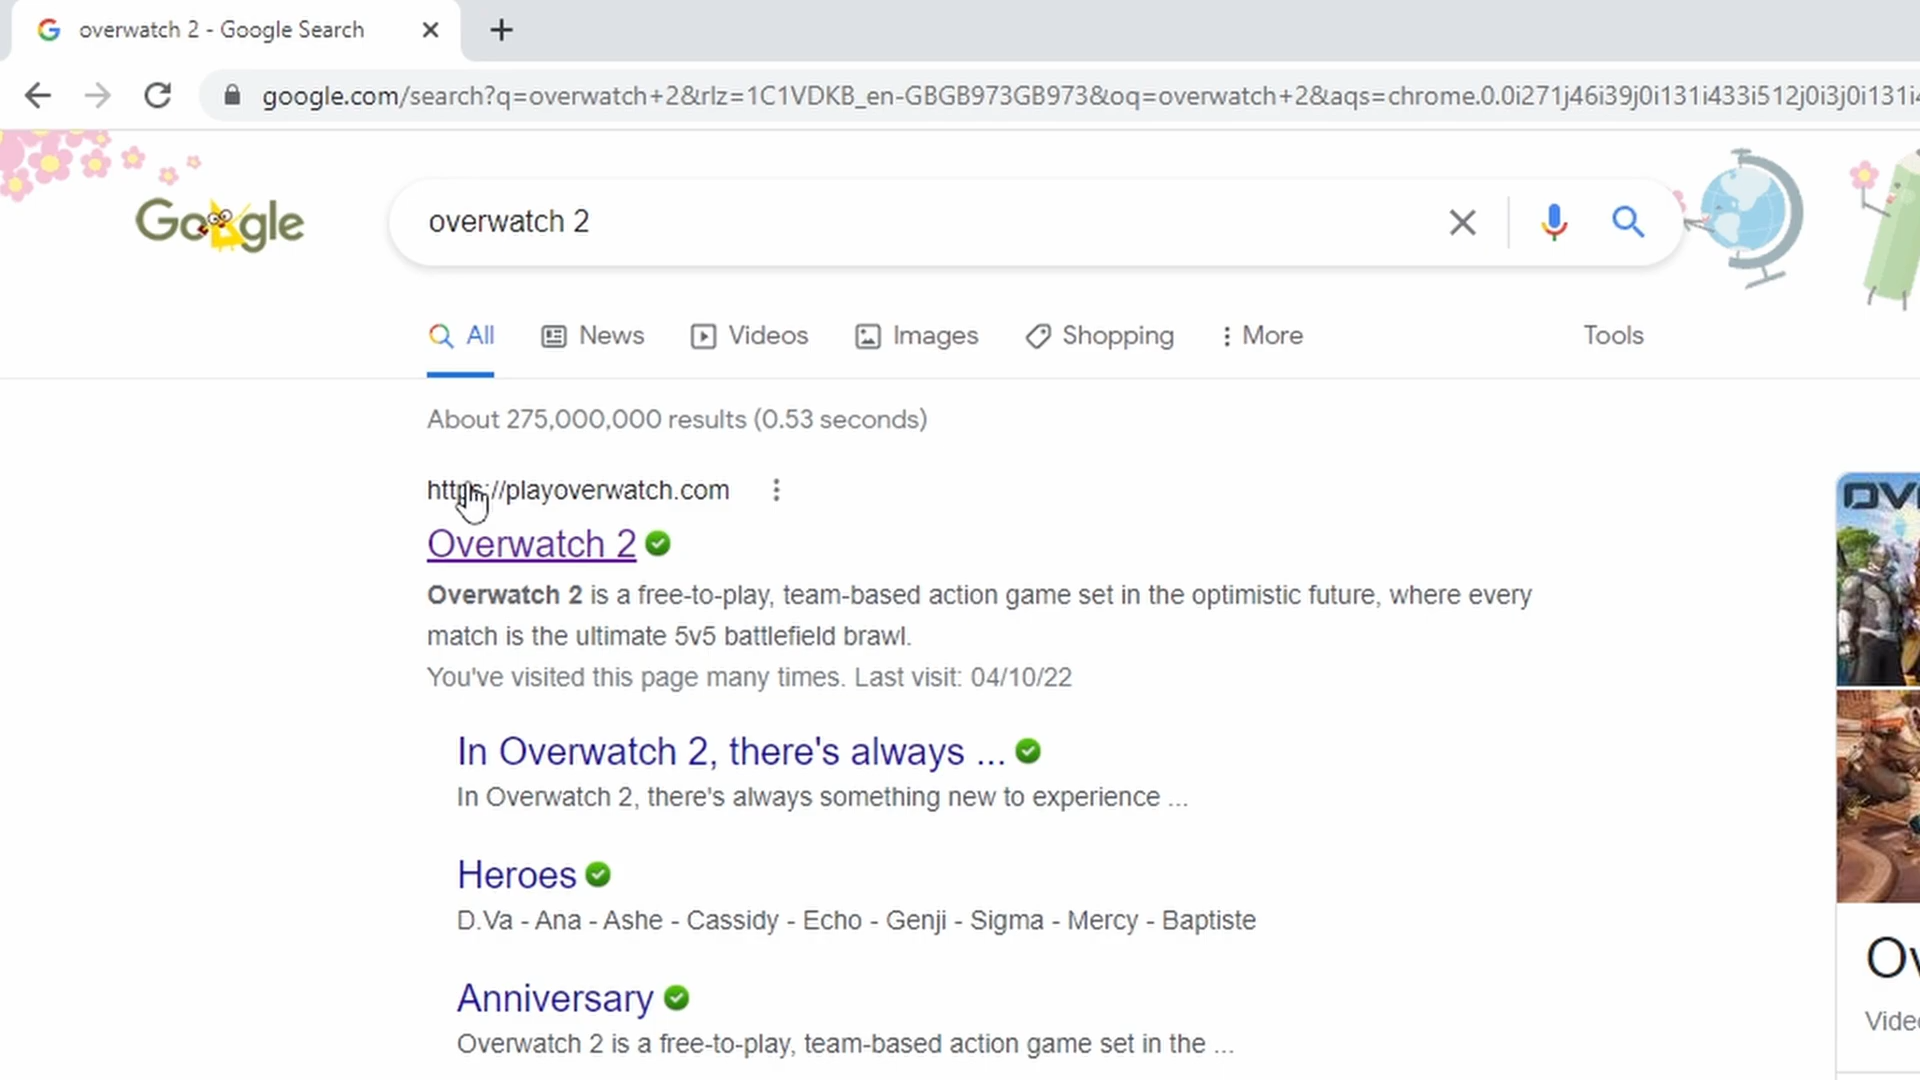 overwatch 2 - Google Search
google.com/search?q=overwatch+2&rlz=1C1VDKB_en-GBGB973GB973&oq=overwatch+2&aqs=chrome.0.0i271j46i39j0i131i433i512j0i3j0i131i
Google
overwatch 2
All News Videos Images Shopping More Tools
About 275,000,000 results (0.53 seconds)
https://playoverwatch.com
Overwatch 2
Overwatch 2 is a free-to-play, team-based action game set in the optimistic future, where every
match is the ultimate 5v5 battlefield brawl.
You've visited this page many times. Last visit: 04/10/22
In Overwatch 2, there's always ...
In Overwatch 2, there's always something new to experience ...
Heroes
D.Va - Ana - Ashe - Cassidy - Echo - Genji - Sigma - Mercy - Baptiste
Anniversary
Overwatch 2 is a free-to-play, team-based action game set in the ...